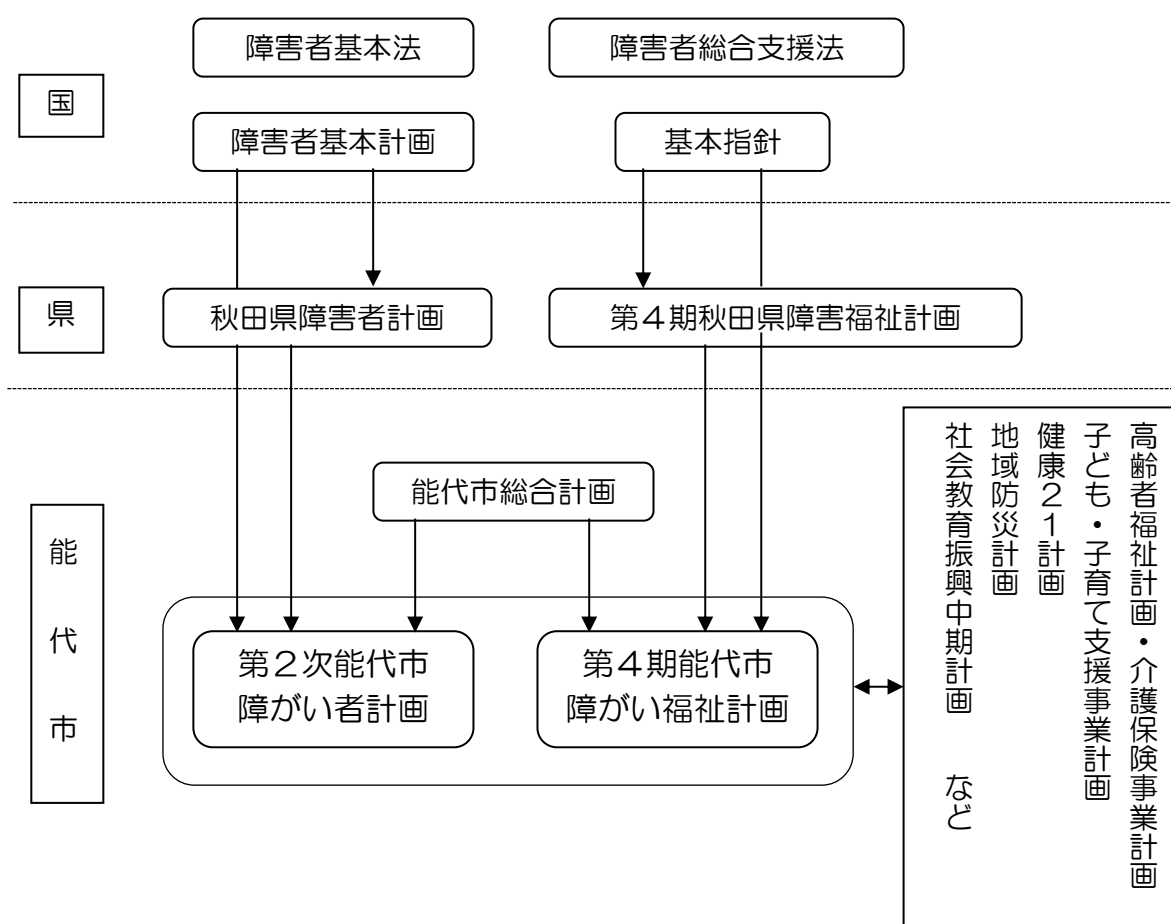 障害者基本法
障害者総合支援法
国
障害者基本計画
基本指針
県
秋田県障害者計画
第4期秋田県障害福祉計画
能代市
能代市総合計画
第2次能代市
障がい者計画
第4期能代市
障がい福祉計画
高齢者福祉計画・介護保険事業計画
子ども・子育て支援事業計画
健康21計画
地域防災計画
社会教育振興中期計画　など